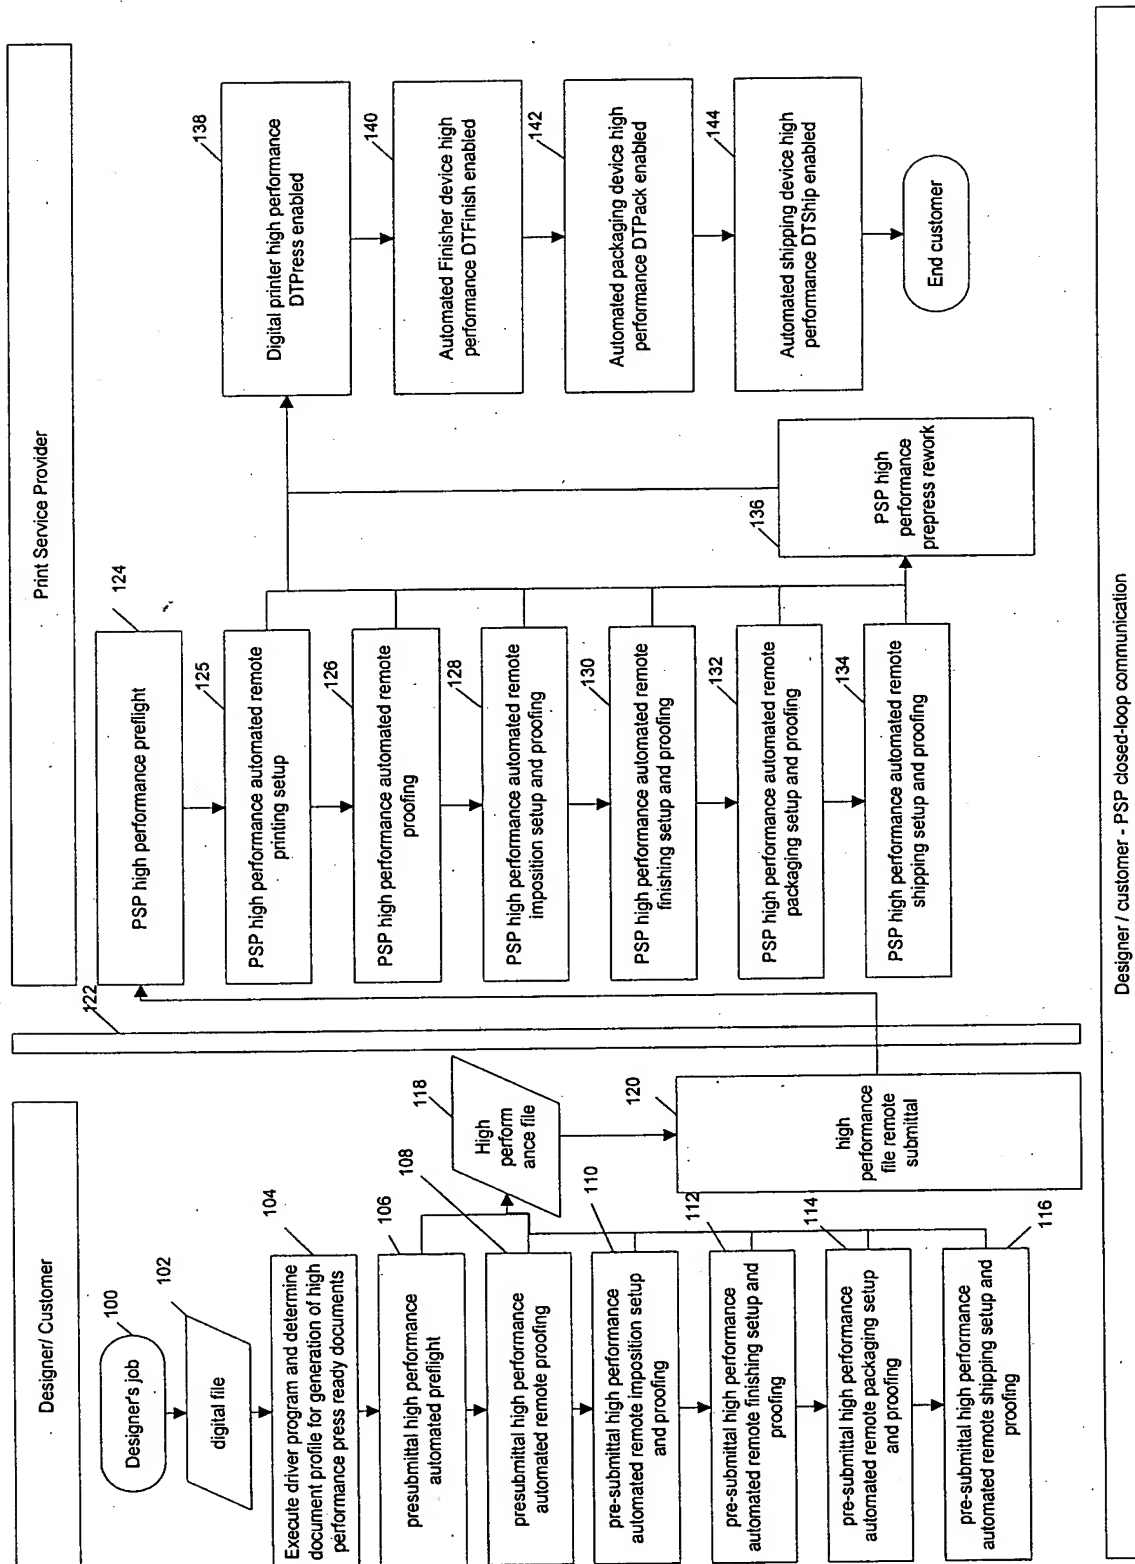 Designer/ Customer
100
Designer's job
102
digital file
104
Execute driver program and determine
document profile for generation of high
performance press ready documents
106
presubmittal high performance
automated preflight
108
presubmittal high performance
automated remote proofing
110
pre-submittal high performance
automated remote imposition setup
and proofing
112
pre-submittal high performance
automated remote finishing setup and
proofing
114
pre-submittal high performance
automated remote packaging setup
and proofing
116
pre-submittal high performance
automated remote shipping setup and
proofing
118
High
perform
ance file
120
high
performance
file remote
submittal
122
Print Service Provider
124
PSP high performance preflight
125
PSP high performance automated remote
printing setup
126
PSP high performance automated remote
proofing
128
PSP high performance automated remote
imposition setup and proofing
130
PSP high performance automated remote
finishing setup and proofing
132
PSP high performance automated remote
packaging setup and proofing
134
PSP high performance automated remote
shipping setup and proofing
136
PSP high
performance
prepress rework
138
Digital printer high performance
DTPress enabled
140
Automated Finisher device high
performance DTFinish enabled
142
Automated packaging device high
performance DTPack enabled
144
Automated shipping device high
performance DTShip enabled
End customer
Designer / customer - PSP closed-loop communication